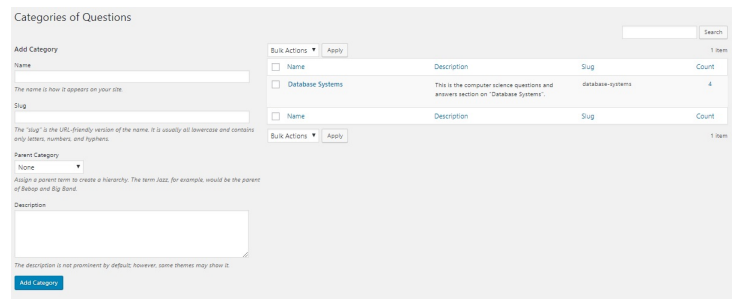 Categories of Questions
Search
Add Category
Name
The name is how it appears on your site.
Slug
The "slug" is the URL-friendly version of the name. It is usually all lowercase and contains
only letters, numbers, and hyphens.
Parent Category
None
Assign a parent term to create a hierarchy. The term Jazz, for example, would be the parent
of Bebop and Big Band.
Description
The description is not prominent by default; however, some themes may show it.
Add Category
Bulk Actions Apply 1 item
Name Description Slug Count
Database Systems This is the computer science questions and database-systems 4
answers section on "Database Systems".
Name Description Slug Count
Bulk Actions Apply 1 item